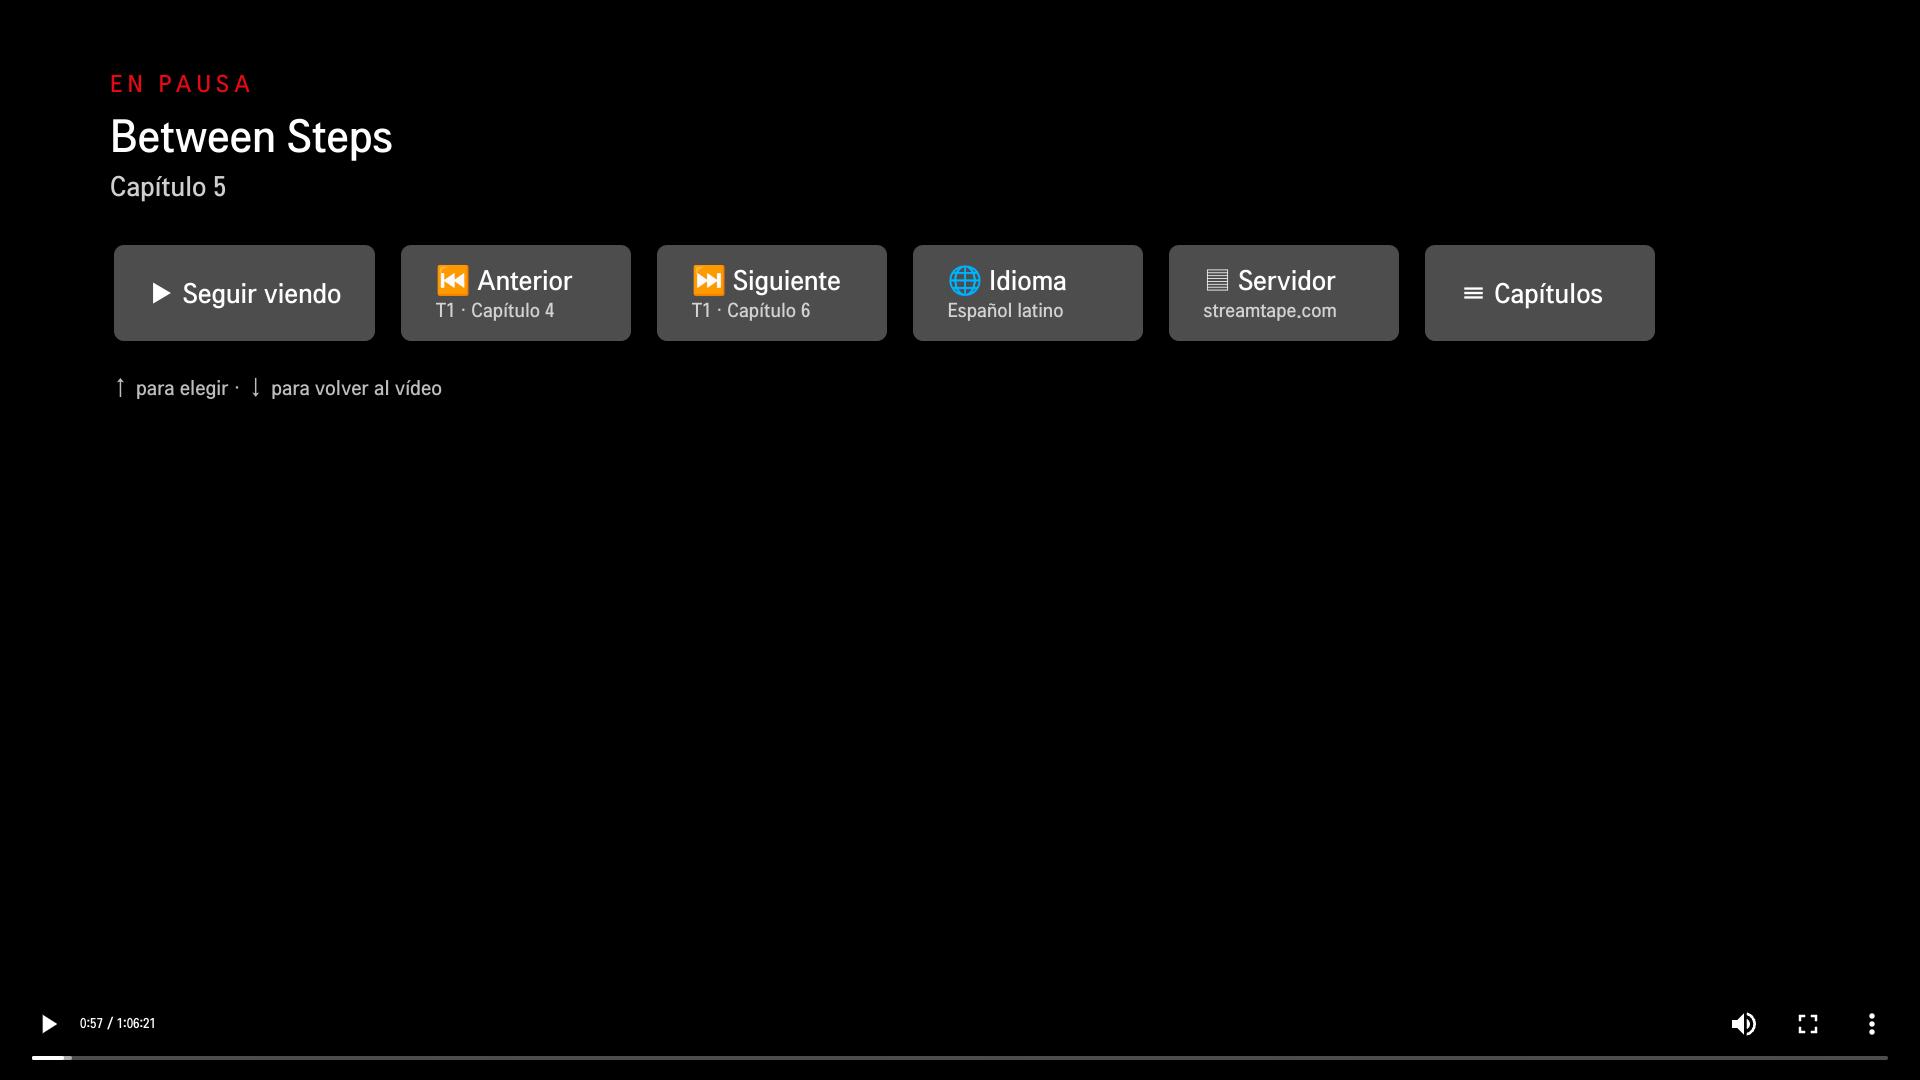 EN PAUSA
Between Steps
Capítulo 5
▶ Seguir viendo
⏮ Anterior
T1 · Capítulo 4
⏭ Siguiente
T1 · Capítulo 6
🌐 Idioma
Español latino
▤ Servidor
streamtape.com
≡ Capítulos
↑ para elegir · ↓ para volver al vídeo
0:57 / 1:06:21